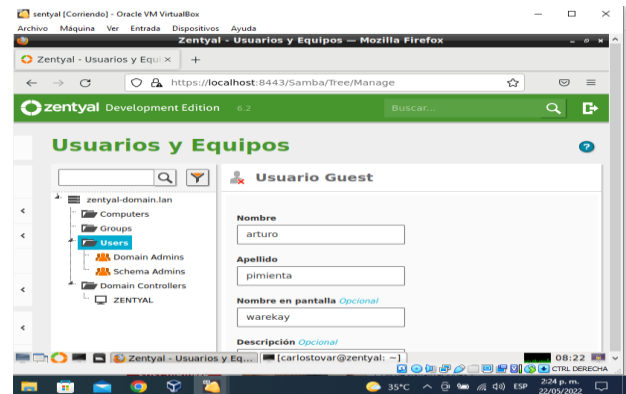 sentyal [Corriendo] - Oracle VM VirtualBox
Archivo Máquina Ver Entrada Dispositivos Ayuda
Zentyal - Usuarios y Equipos — Mozilla Firefox
Zentyal - Usuarios y Equi
https://localhost:8443/Samba/Tree/Manage
zentyal Development Edition 6.2
Buscar...
Usuarios y Equipos
zentyal-domain.lan
Computers
Groups
Users
Domain Admins
Schema Admins
Domain Controllers
ZENTYAL
Usuario Guest
Nombre
arturo
Apellido
pimienta
Nombre en pantalla Opcional
warekay
Descripción Opcional
Zentyal - Usuarios y Eq...
[carlostovar@zentyal: ~]
08:22
CTRL DERECHA
35°C
ESP
2:24 p. m.
22/05/2022